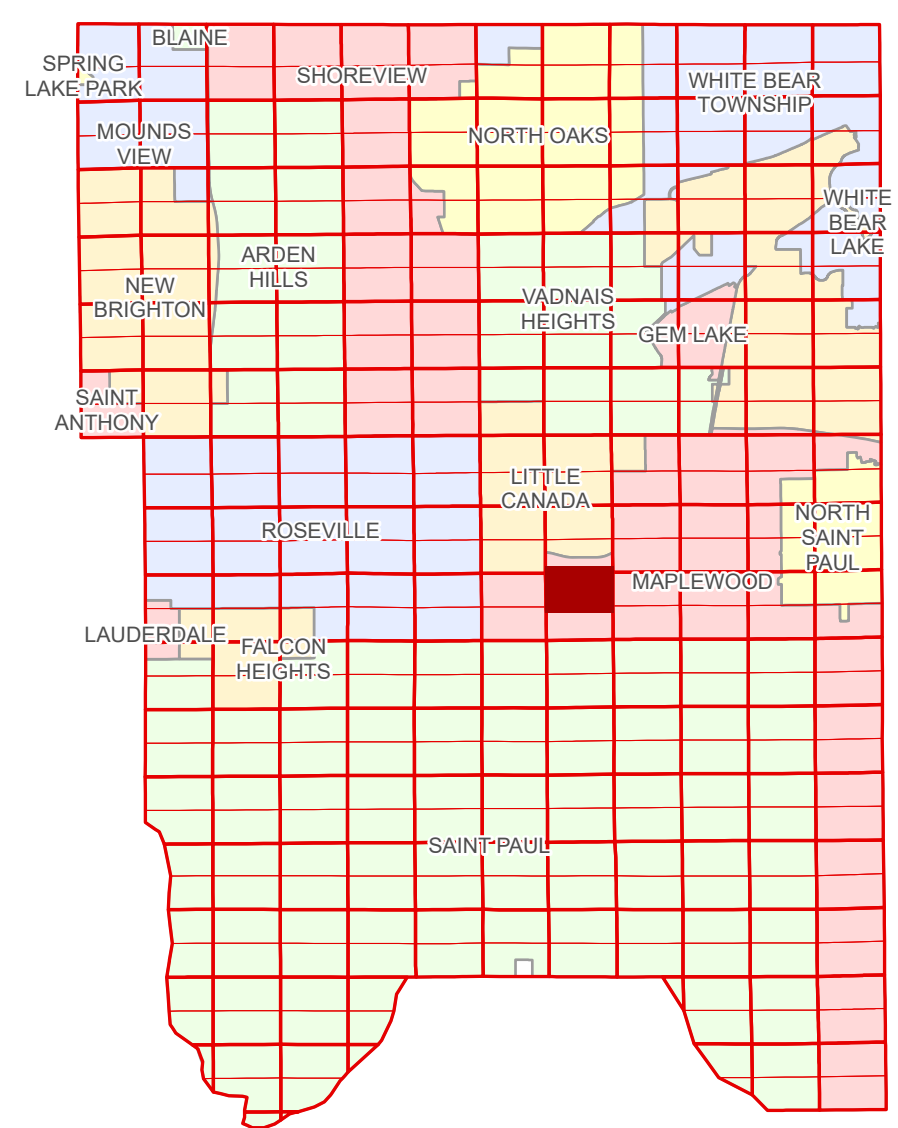 BLAINE
SPRING
LAKE PARK
SHOREVIEW
WHITE BEAR
TOWNSHIP
MOUNDS
VIEW
NORTH OAKS
WHITE
BEAR
LAKE
ARDEN
HILLS
NEW
BRIGHTON
VADNAIS
HEIGHTS
GEM LAKE
SAINT
ANTHONY
LITTLE
CANADA
ROSEVILLE
NORTH
SAINT
PAUL
MAPLEWOOD
LAUDERDALE
FALCON
HEIGHTS
SAINT PAUL